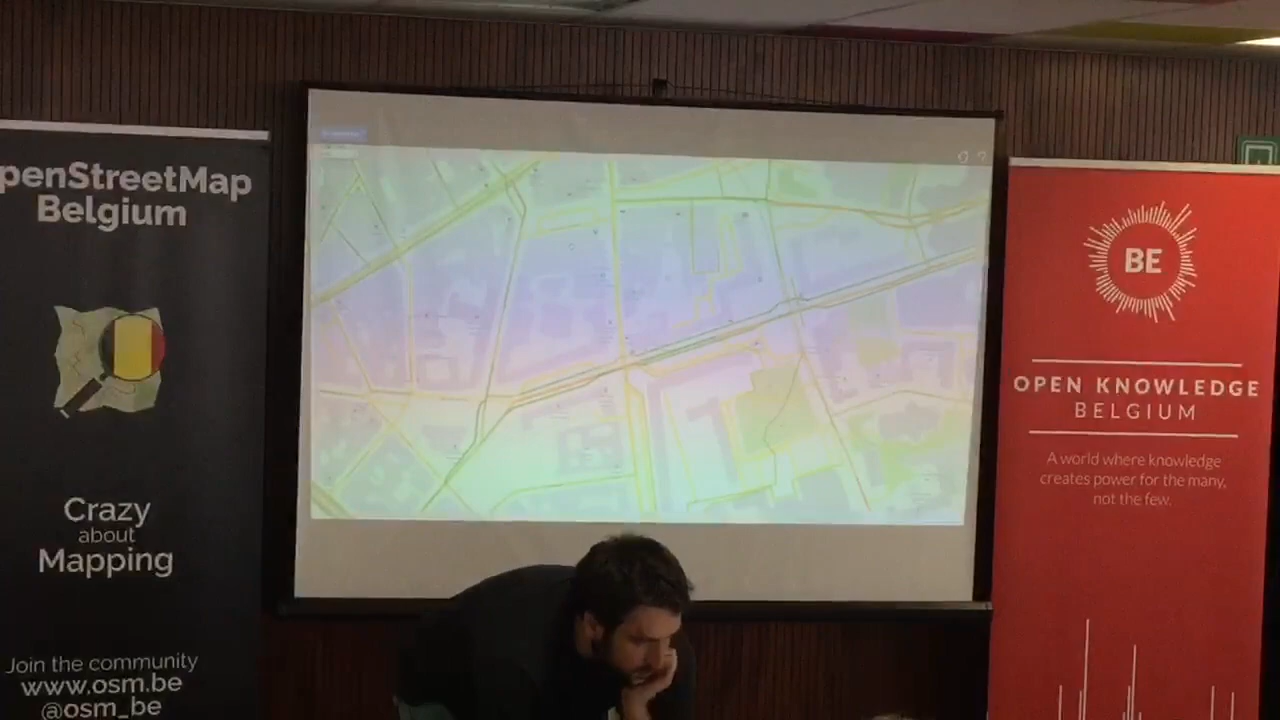 penStreetMap
Belgium
Crazy
about
Mapping
Join the community
www.osm.be
@osm_be
BE
OPEN KNOWLEDGE
BELGIUM
A world where knowledge
creates power for the many,
not the few.